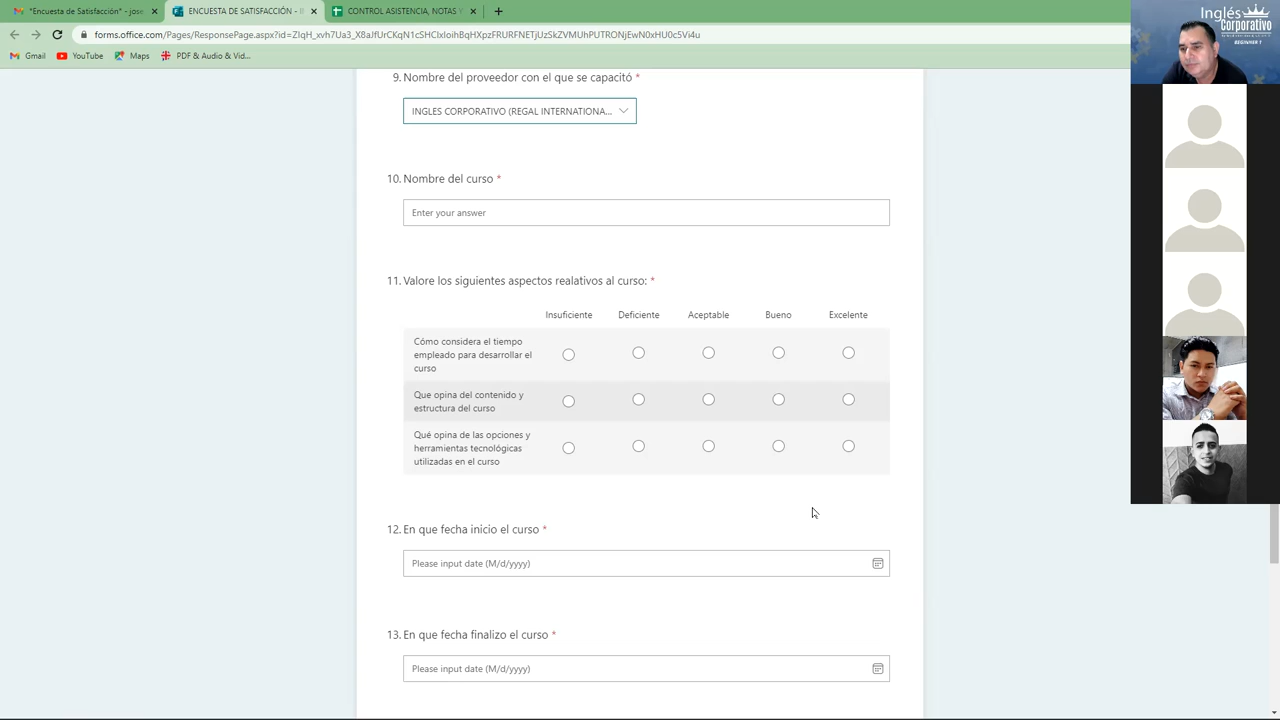 "Encuesta de Satisfacción" - jose
ENCUESTA DE SATISFACCIÓN - R
CONTROL ASISTENCIA, NOTAS Y
forms.office.com/Pages/ResponsePage.aspx?id=ZIqH_xvh7Ua3_X8aJfUrCKqN1cSHCIxIoihBqHXpzFRURFNETjUzSkZVMUhPUTRONjEwN0xHU0c5Vi4u
Gmail
YouTube
Maps
PDF & Audio & Vid...
Inglés
Corporativo
BEGINNER 1
9. Nombre del proveedor con el que se capacitó *
INGLES CORPORATIVO (REGAL INTERNATIONA...
10. Nombre del curso *
Enter your answer
11. Valore los siguientes aspectos realativos al curso: *
Insuficiente Deficiente Aceptable Bueno Excelente
Cómo considera el tiempo
empleado para desarrollar el
curso
Que opina del contenido y
estructura del curso
Qué opina de las opciones y
herramientas tecnológicas
utilizadas en el curso
12. En que fecha inicio el curso *
Please input date (M/d/yyyy)
13. En que fecha finalizo el curso *
Please input date (M/d/yyyy)